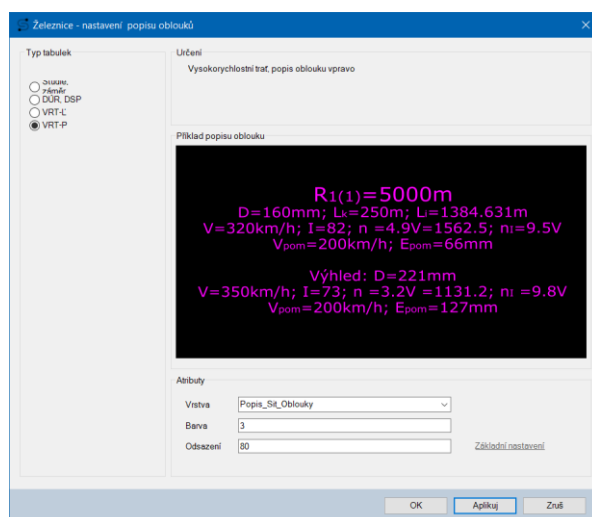 Železnice - nastavení popisu oblouků
Typ tabulek
Studie, záměr
DÚR, DSP
VRT-L
VRT-P
Určení
Vysokorychlostní trať, popis oblouku vpravo
Příklad popisu oblouku
R1(1)=5000m
D=160mm; Lk=250m; Li=1384.631m
V=320km/h; I=82; n =4.9V=1562.5; nI=9.5V
Vpom=200km/h; Epom=66mm
Výhled: D=221mm
V=350km/h; I=73; n =3.2V =1131.2; nI =9.8V
Vpom=200km/h; Epom=127mm
Atributy
Vrstva
Popis_Sit_Oblouky
Barva
3
Odsazení
80
Základní nastavení
OK
Aplikuj
Zruš